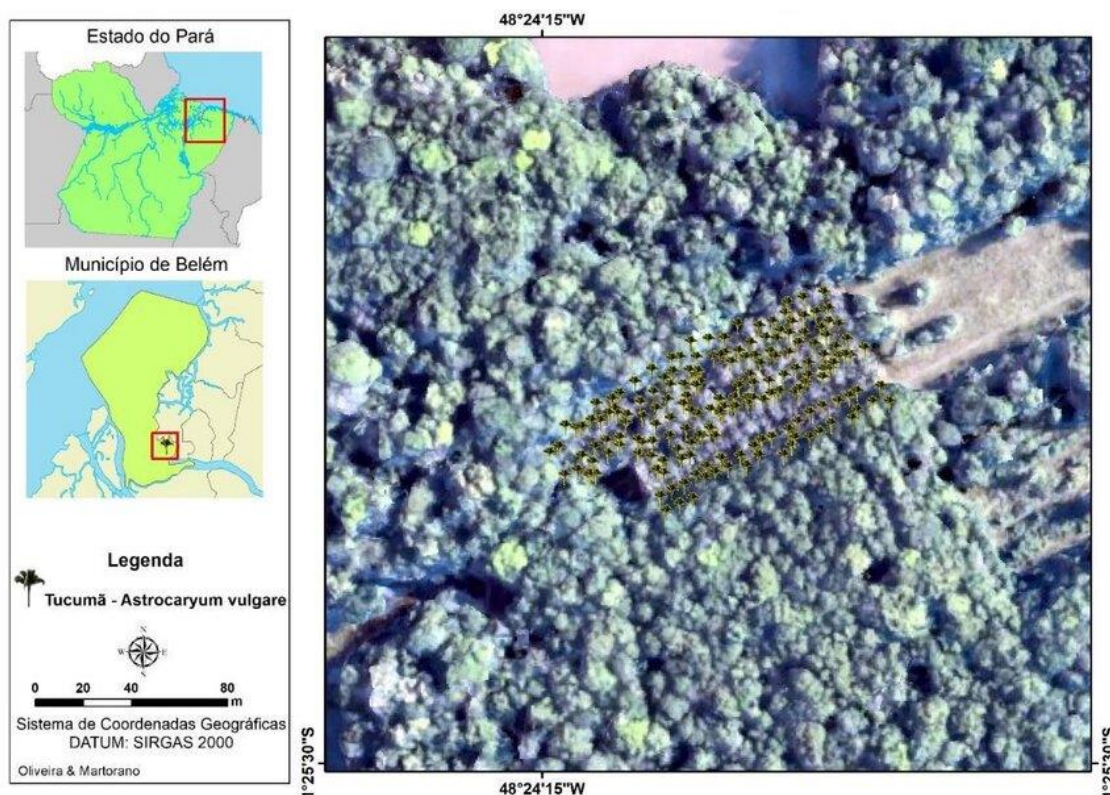 Estado do Pará
Município de Belém
Legenda
Tucumã - Astrocaryum vulgare
N
W E
S
0 20 40 80
m
Sistema de Coordenadas Geográficas
DATUM: SIRGAS 2000
Oliveira & Martorano
48°24'15"W
1°25'30"S
1°25'30"S
48°24'15"W